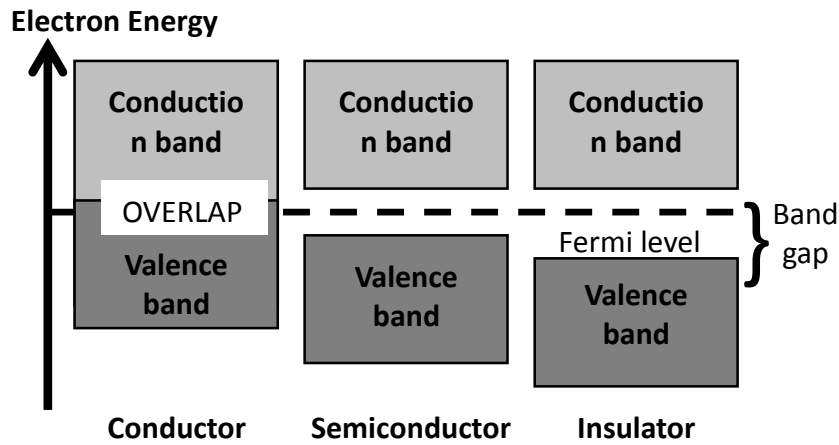 Electron Energy
Conductio
n band
Conductio
n band
Conductio
n band
OVERLAP
Valence
band
Valence
band
Fermi level
Valence
band
Band
gap
Conductor
Semiconductor
Insulator